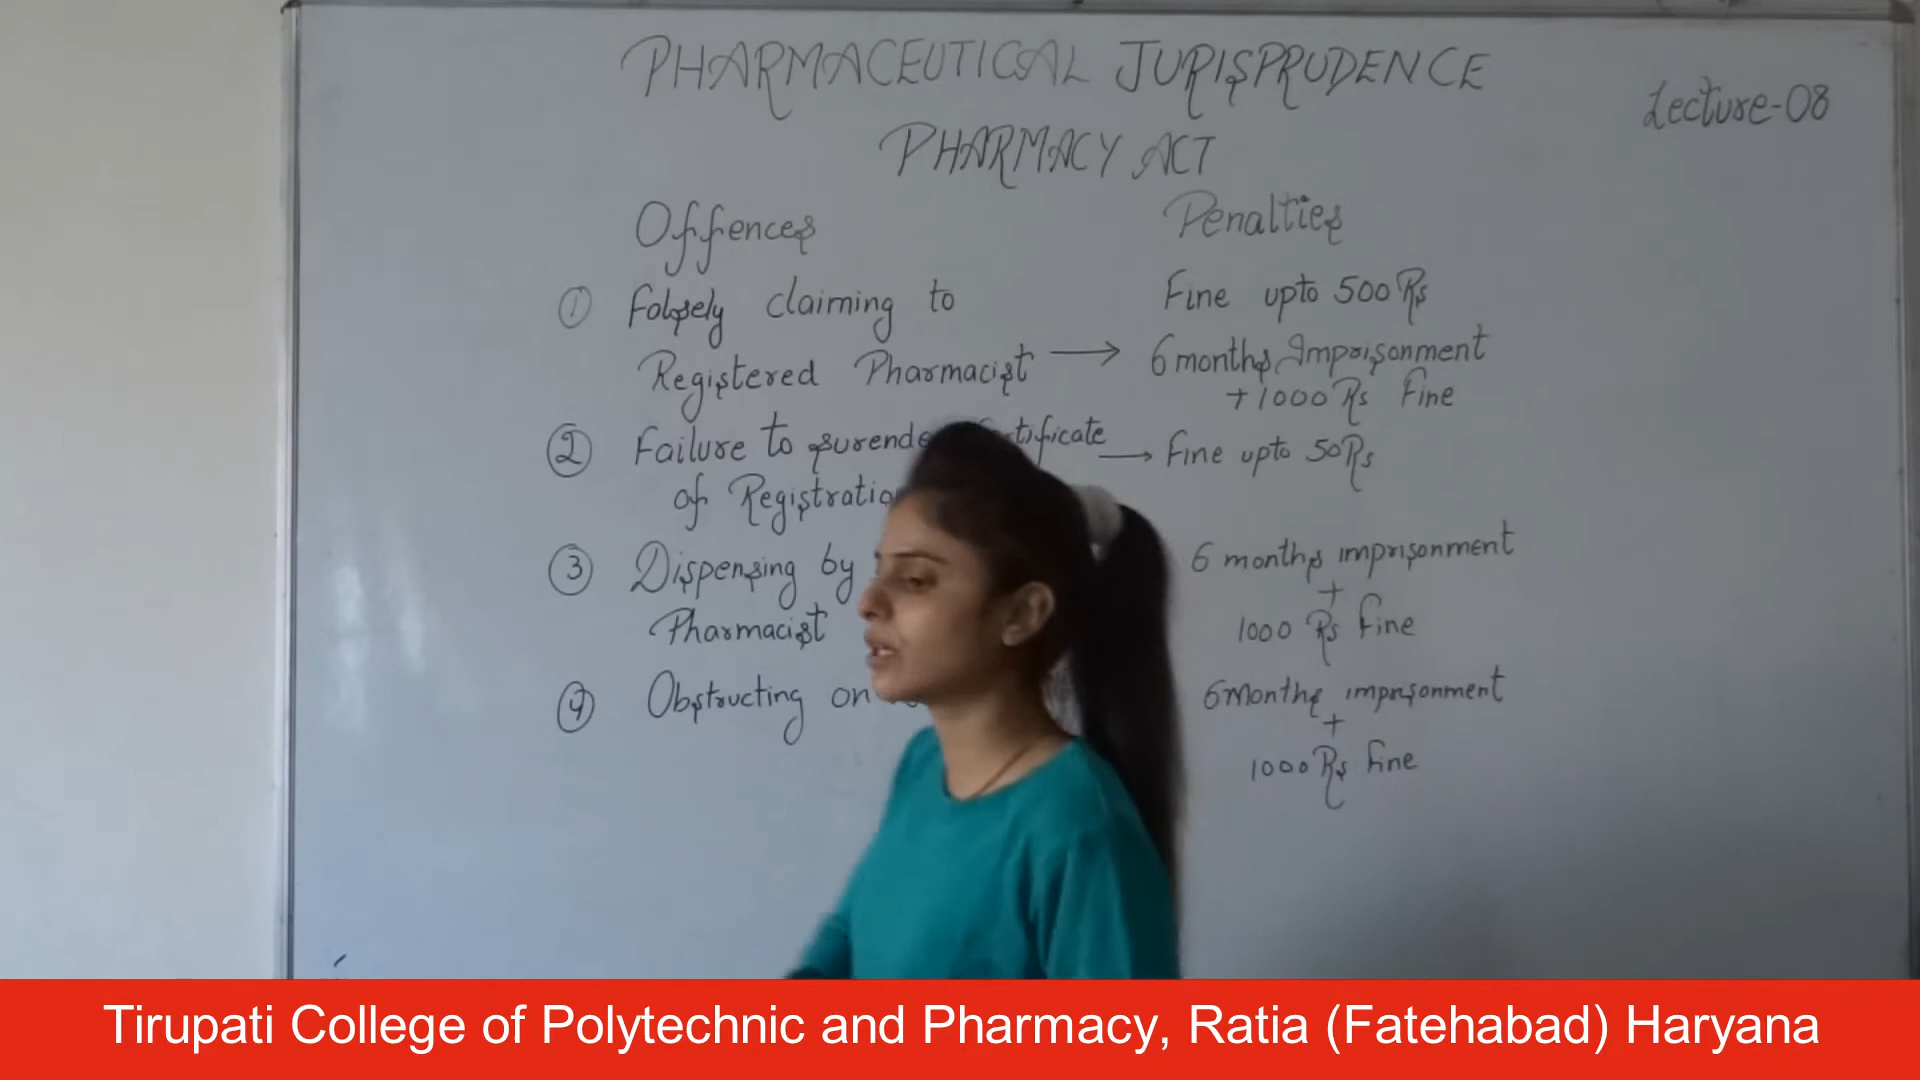 PHARMACEUTICAL JURISPRUDENCE
Lecture-08
PHARMACY ACT
Offences Penalties
① Falsely claiming to Fine upto 500 Rs
Registered Pharmacist → 6 months Imprisonment
+1000 Rs Fine
② Failure to → Fine upto 50 Rs
of
③ Dispensing by 6 months imprisonment
+
Pharmacist 1000 Rs Fine
④ Obstructing on 6 months imprisonment
+
1000 Rs Fine
Tirupati College of Polytechnic and Pharmacy, Ratia (Fatehabad) Haryana